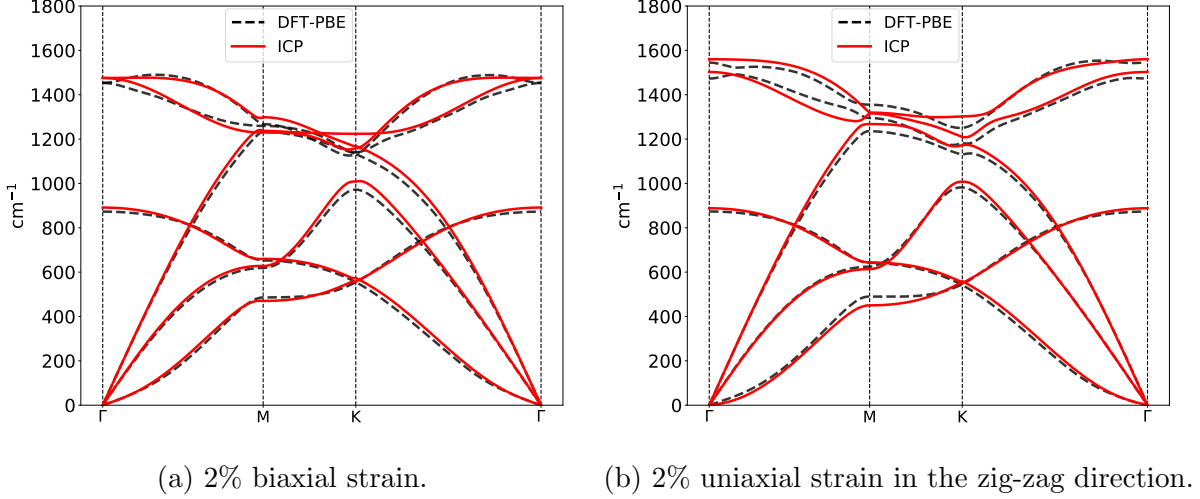 1800
1600
1400
1200
1000
800
600
400
200
0
cm⁻¹
DFT-PBE
ICP
Γ M K Γ
1800
1600
1400
1200
1000
800
600
400
200
0
cm⁻¹
DFT-PBE
ICP
Γ M K Γ
(a) 2% biaxial strain.
(b) 2% uniaxial strain in the zig-zag direction.